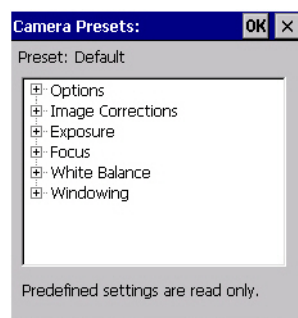 Camera Presets: OK ×
Preset: Default
Options
Image Corrections
Exposure
Focus
White Balance
Windowing
Predefined settings are read only.